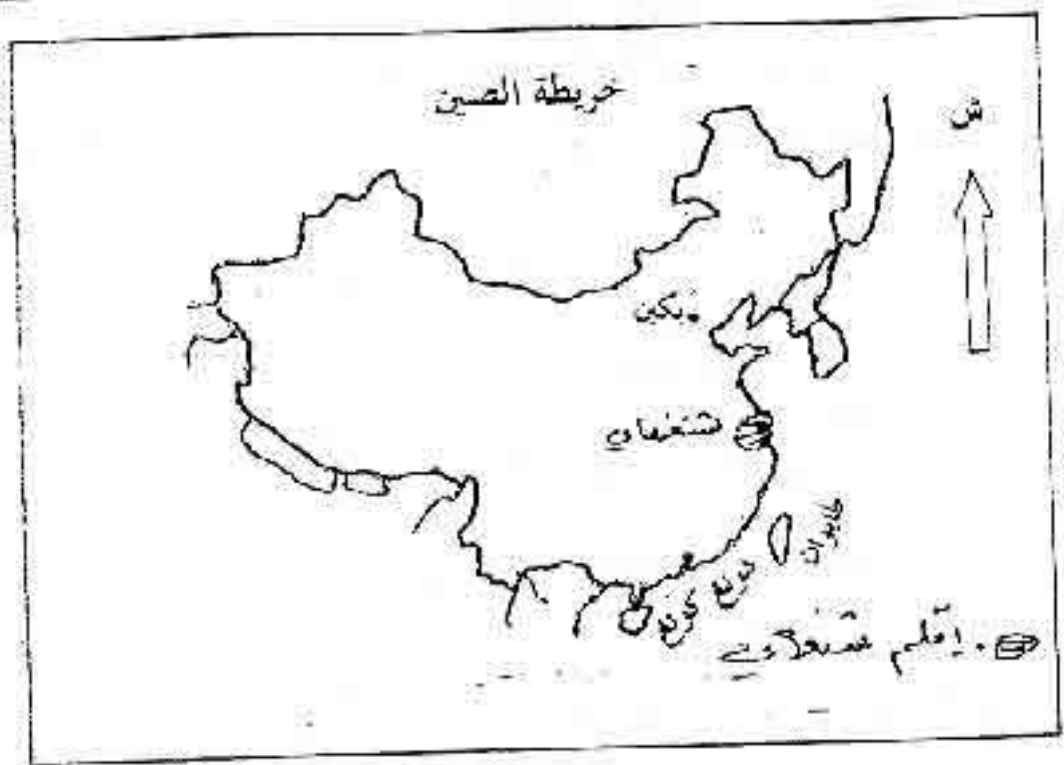 خريطة الصين
ش
بكين
شنغهاي
تايوان
هونغ كونغ
إقليم شنغهاي